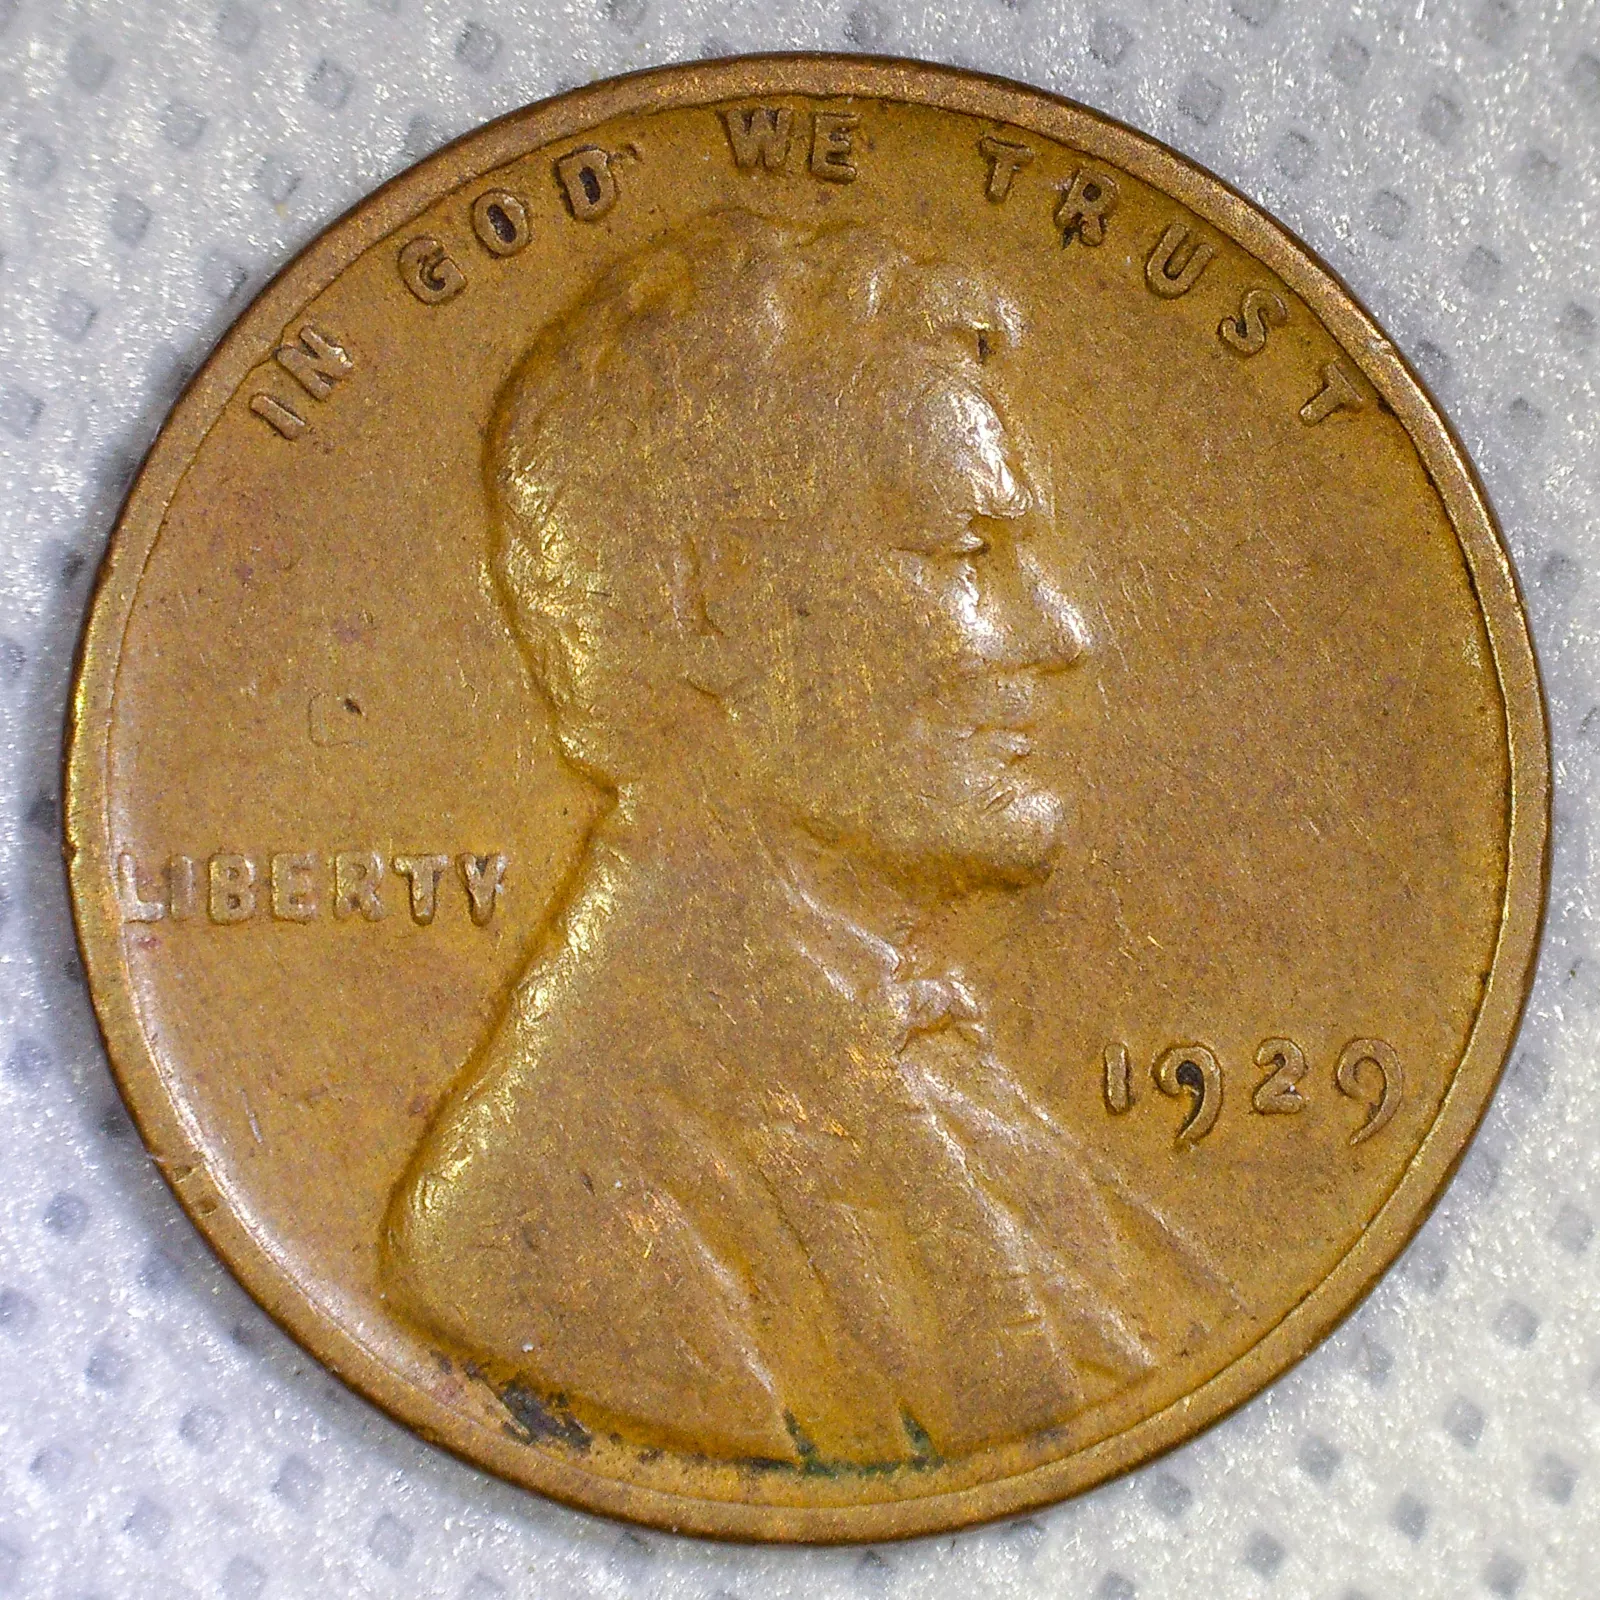 IN GOD WE TRUST
LIBERTY
1929